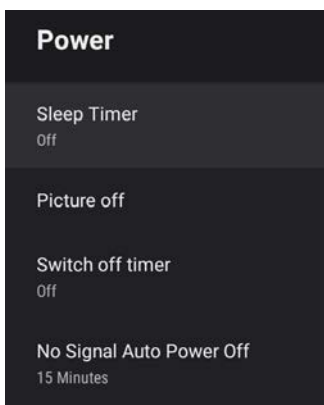 Power
Sleep Timer
Off
Picture off
Switch off timer
Off
No Signal Auto Power Off
15 Minutes